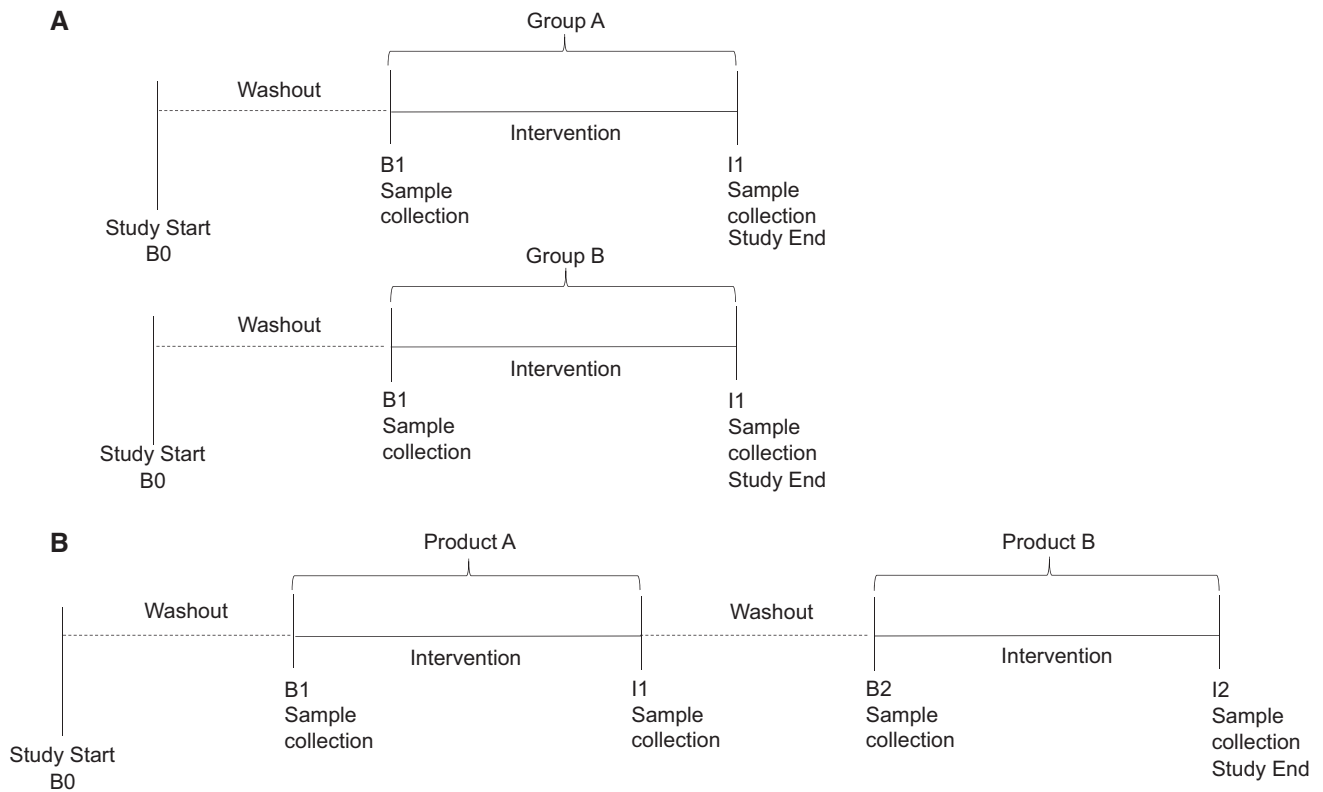 A
Group A
Washout
Intervention
B1
Sample
collection
I1
Sample
collection
Study End
Study Start
B0
Group B
Washout
Intervention
B1
Sample
collection
I1
Sample
collection
Study End
Study Start
B0
B
Product A
Product B
Washout
Washout
Intervention
Intervention
B1
Sample
collection
I1
Sample
collection
B2
Sample
collection
I2
Sample
collection
Study End
Study Start
B0